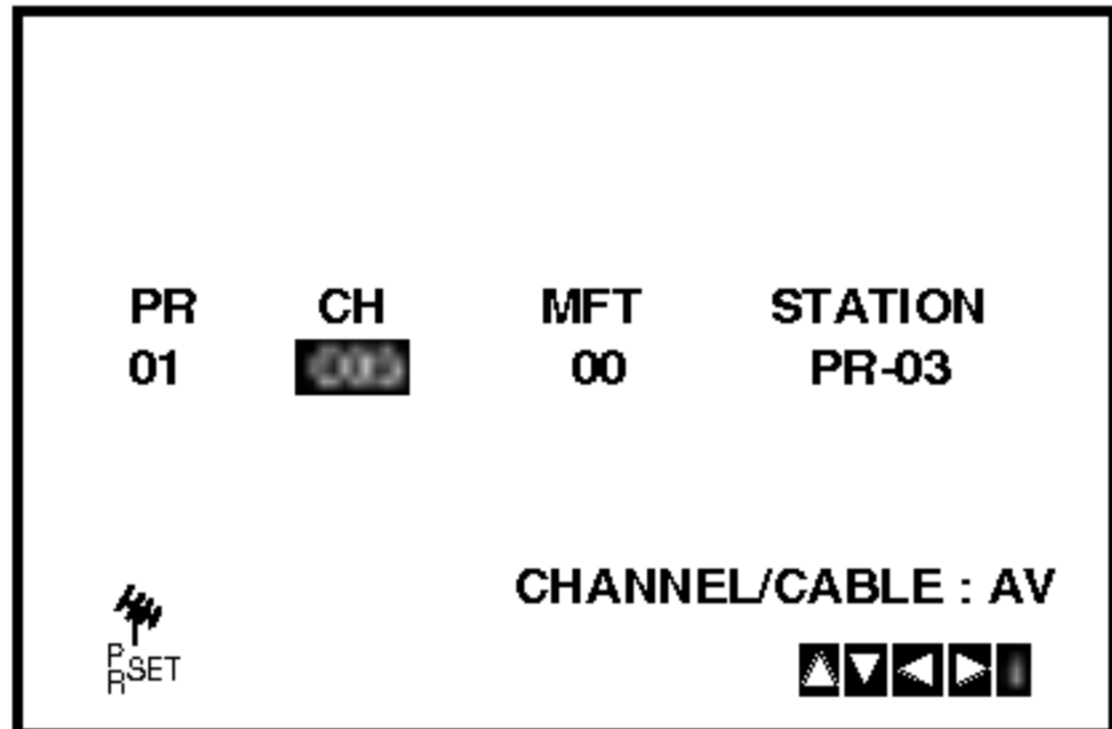 PR CH MFT STATION
01 00 PR-03
CHANNEL/CABLE : AV
PR SET